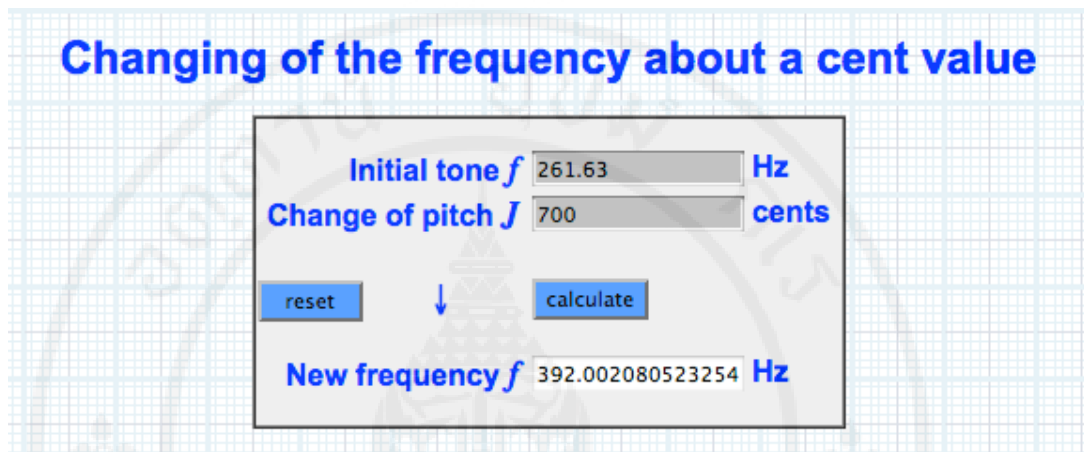 Changing of the frequency about a cent value
Initial tone f 261.63 Hz
Change of pitch J 700 cents
reset ↓ calculate
New frequency f 392.002080523254 Hz